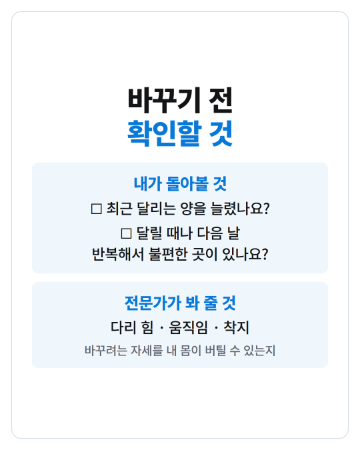 바꾸기 전
확인할 것
내가 돌아볼 것
☐ 최근 달리는 양을 늘렸나요?
☐ 달릴 때나 다음 날
반복해서 불편한 곳이 있나요?
전문가가 봐 줄 것
다리 힘 · 움직임 · 착지
바꾸려는 자세를 내 몸이 버틸 수 있는지